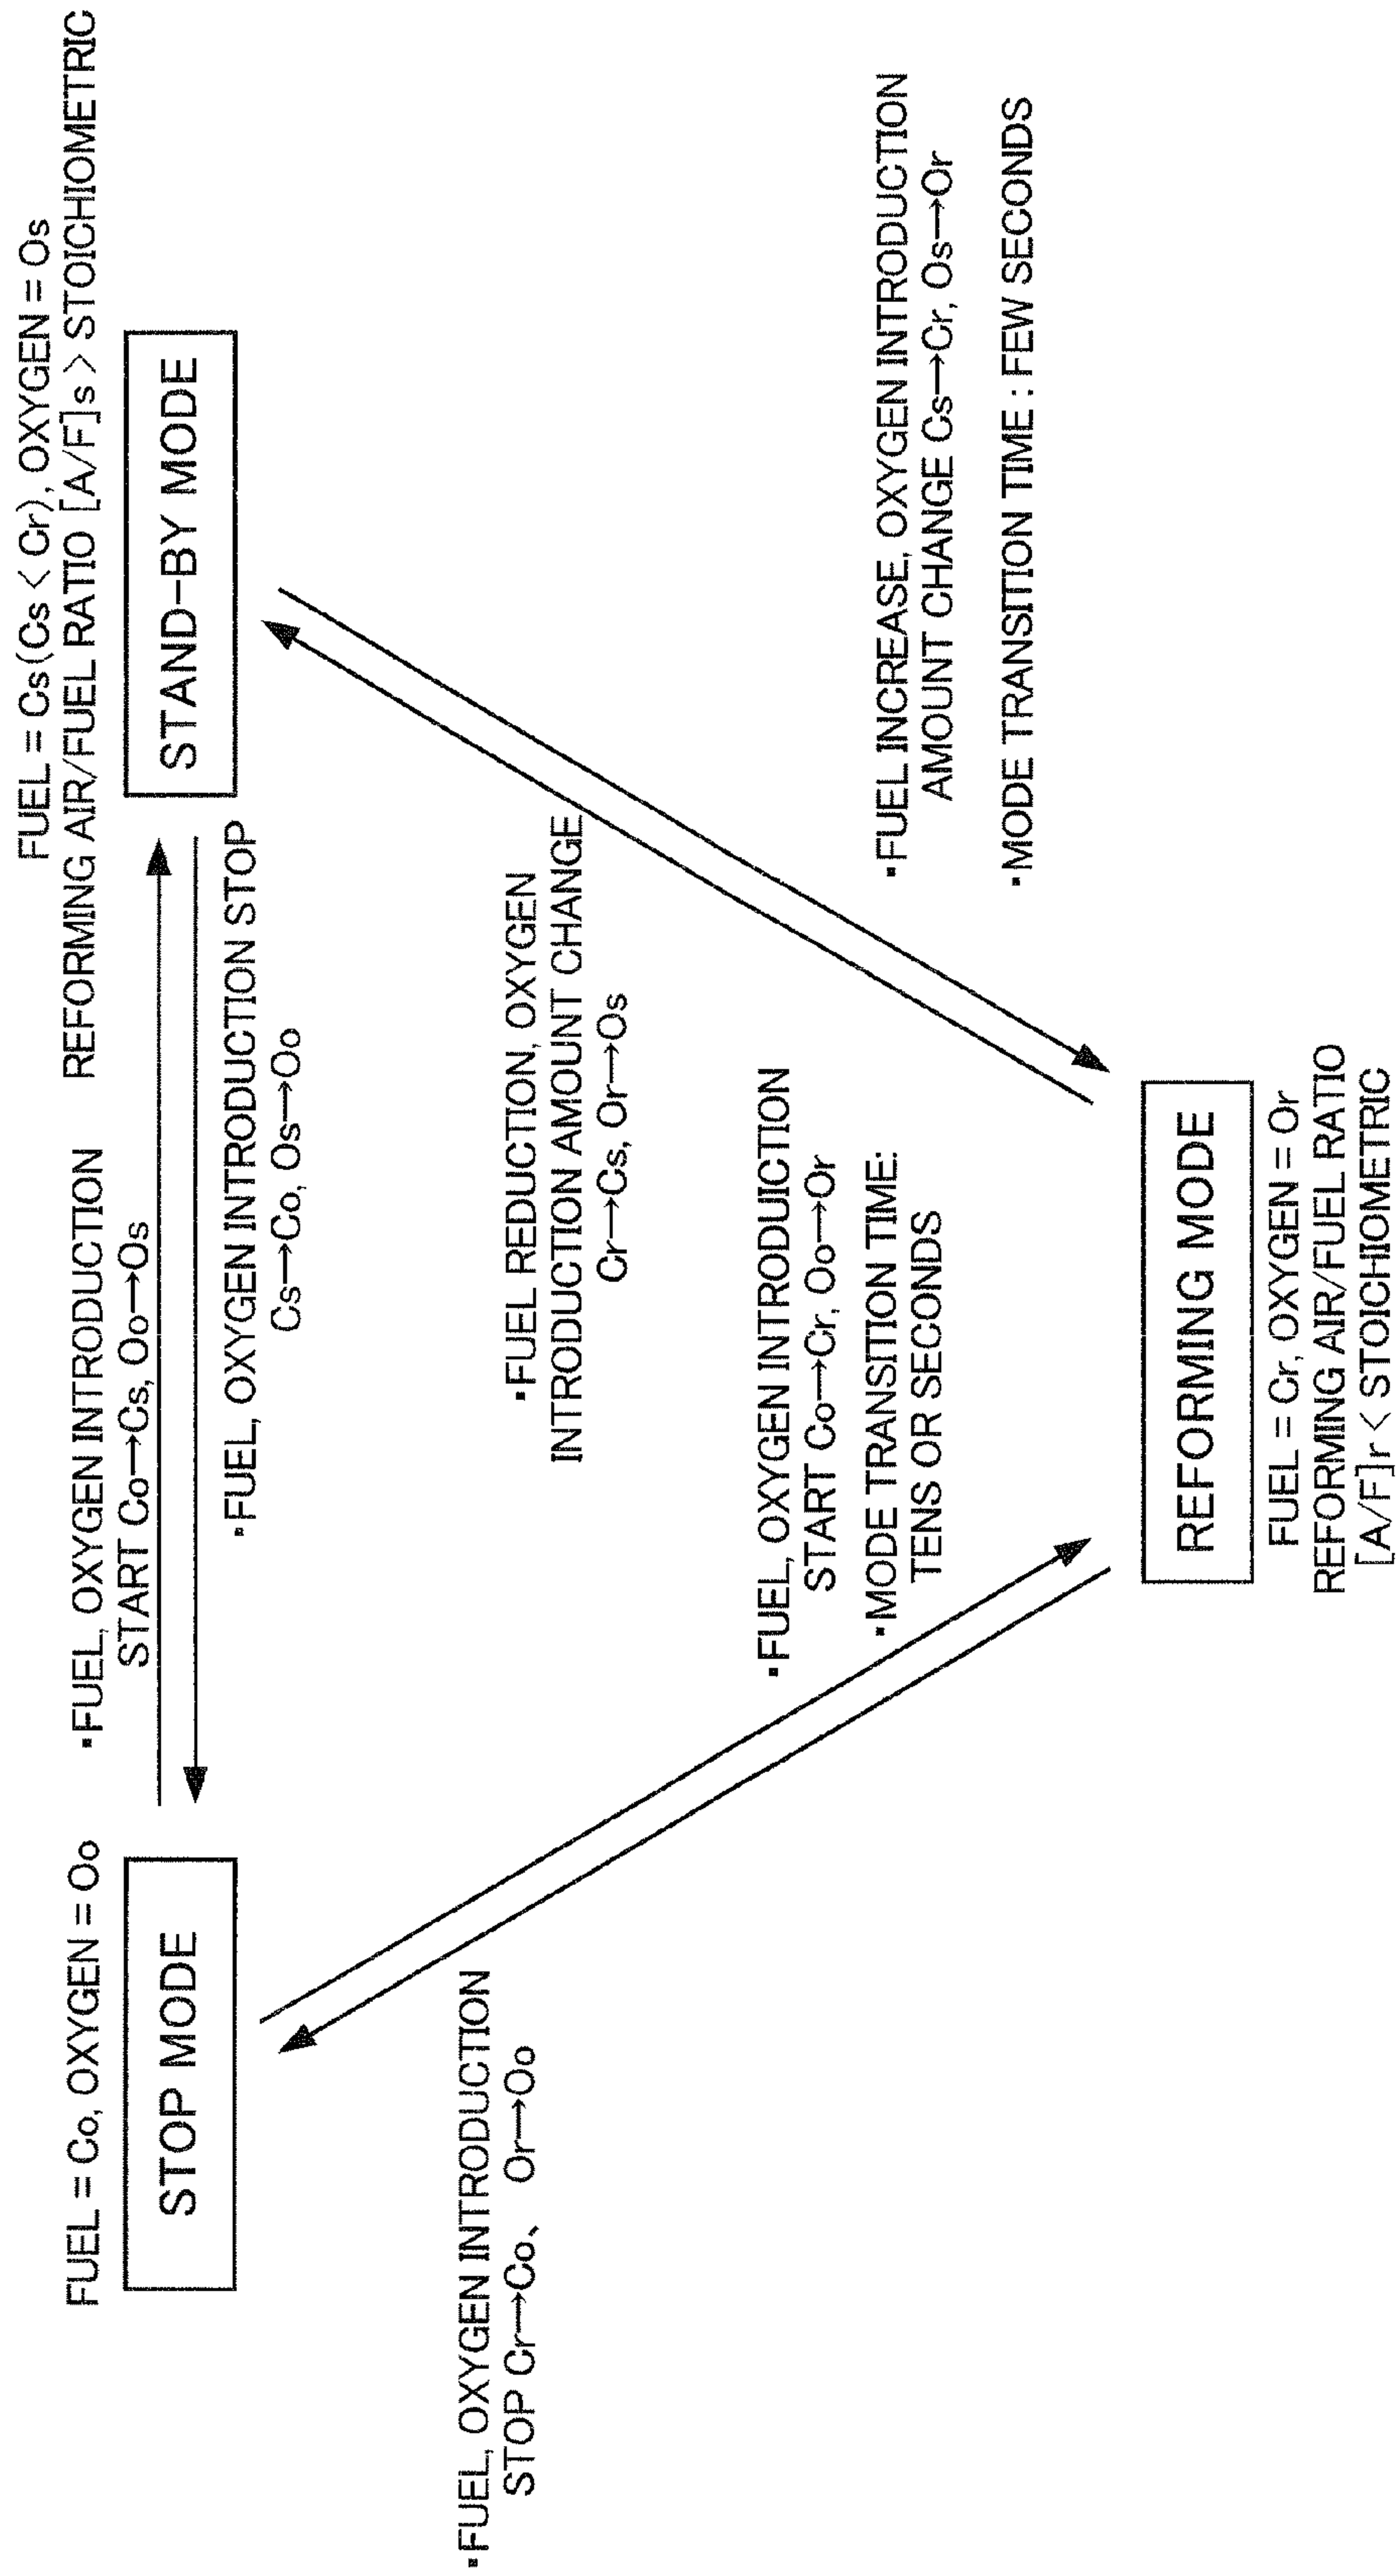 FUEL = Co, OXYGEN = Oo
STOP MODE
▪FUEL, OXYGEN INTRODUCTION
START Co→Cs, Oo→Os
FUEL = Cs(Cs < Cr), OXYGEN = Os
REFORMING AIR/FUEL RATIO [A/F]s > STOICHIOMETRIC
STAND-BY MODE
▪FUEL, OXYGEN INTRODUCTION STOP
Cs→Co, Os→Oo
▪FUEL, OXYGEN INTRODUCTION
STOP Cr→Co、 Or→Oo
▪FUEL REDUCTION, OXYGEN
INTRODUCTION AMOUNT CHANGE
Cr→Cs, Or→Os
▪FUEL, OXYGEN INTRODUICTION
START Co→Cr, Oo→Or
▪MODE TRANSITION TIME:
TENS OR SECONDS
▪FUEL INCREASE, OXYGEN INTRODUCTION
AMOUNT CHANGE Cs→Cr, Os→Or
▪MODE TRANSITION TIME : FEW SECONDS
REFORMING MODE
FUEL = Cr, OXYGEN = Or
REFORMING AIR/FUEL RATIO
[A/F]r < STOICHIOMETRIC